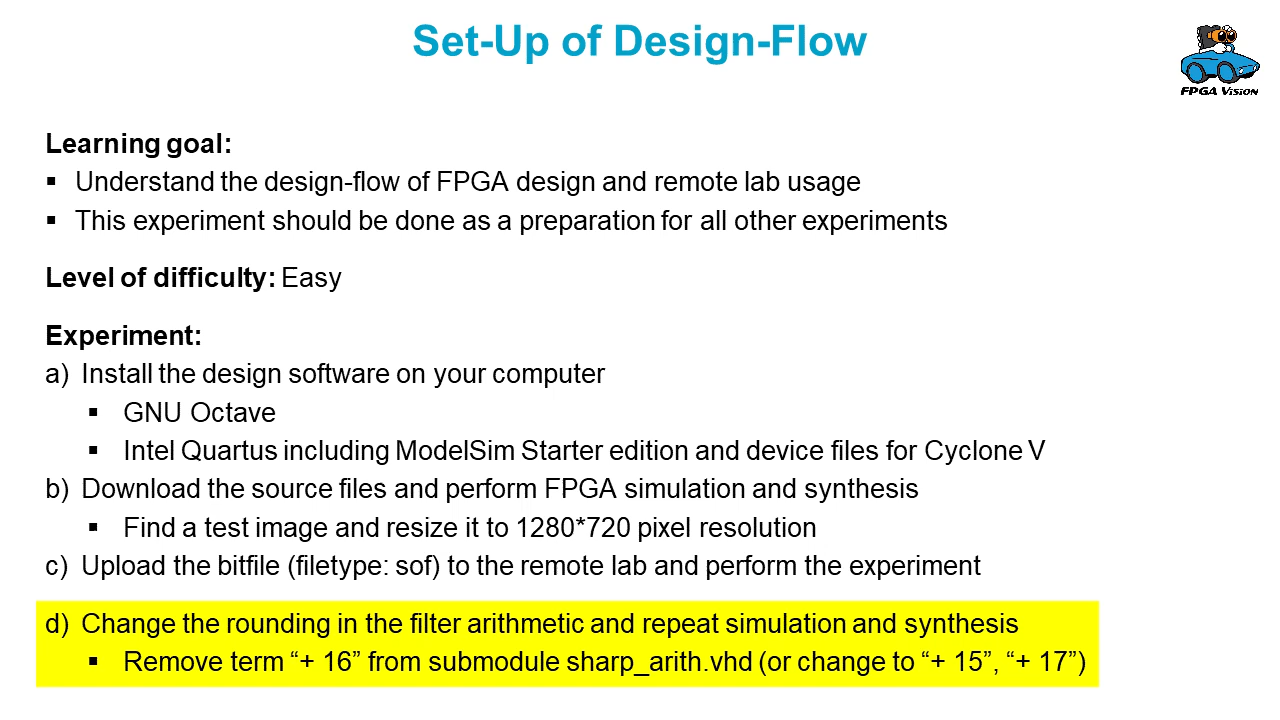 Set-Up of Design-Flow
FPGA Vision
Learning goal:
▪ Understand the design-flow of FPGA design and remote lab usage
▪ This experiment should be done as a preparation for all other experiments
Level of difficulty: Easy
Experiment:
a) Install the design software on your computer
▪ GNU Octave
▪ Intel Quartus including ModelSim Starter edition and device files for Cyclone V
b) Download the source files and perform FPGA simulation and synthesis
▪ Find a test image and resize it to 1280*720 pixel resolution
c) Upload the bitfile (filetype: sof) to the remote lab and perform the experiment
d) Change the rounding in the filter arithmetic and repeat simulation and synthesis
▪ Remove term “+ 16” from submodule sharp_arith.vhd (or change to “+ 15”, “+ 17”)